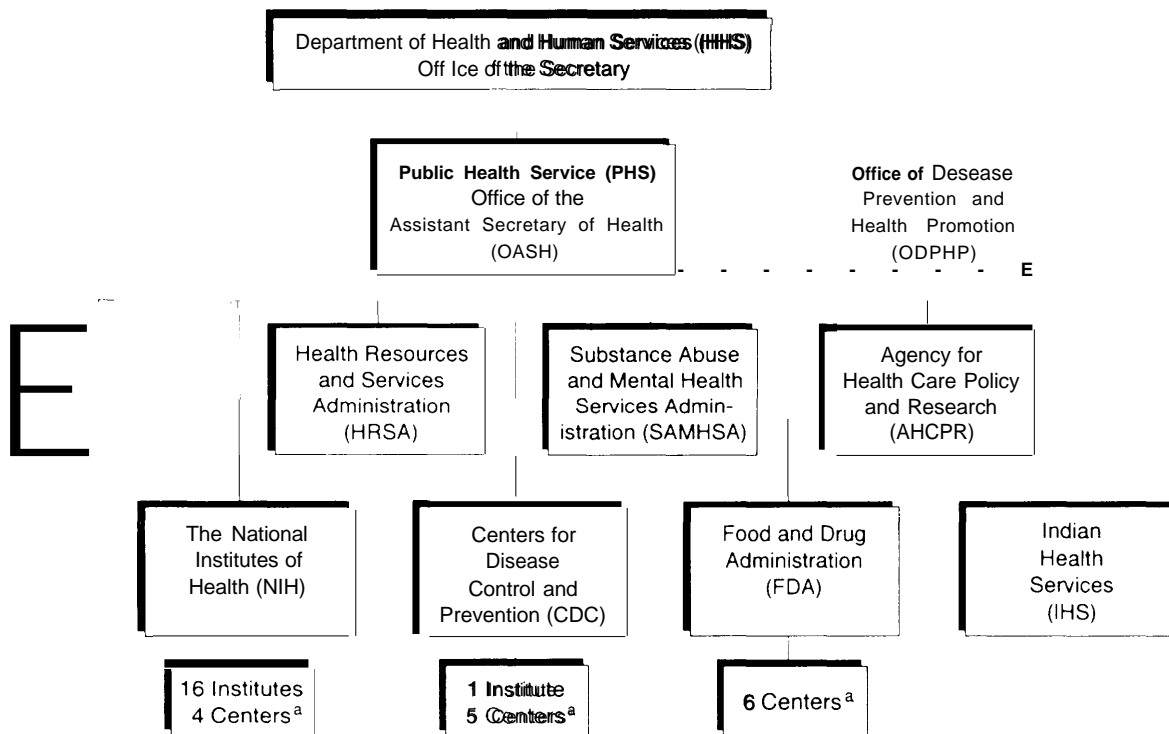 Department of Health and Human Services (HHS)
Off Ice of the Secretary
Public Health Service (PHS)
Office of the
Assistant Secretary of Health
(OASH)
Office of Desease
Prevention and
Health Promotion
(ODPHP)
E
E
Health Resources
and Services
Administration
(HRSA)
Substance Abuse
and Mental Health
Services Admin-
istration (SAMHSA)
Agency for
Health Care Policy
and Research
(AHCPR)
The National
Institutes of
Health (NIH)
Centers for
Disease
Control and
Prevention (CDC)
Food and Drug
Administration
(FDA)
Indian
Health
Services
(IHS)
16 Institutes
4 Centers a
1 Institute
5 Centers a
6 Centers a